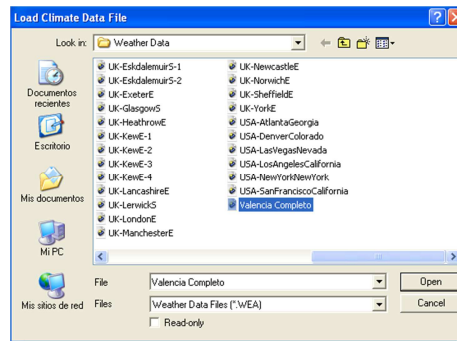 Load Climate Data File
Look in:
Weather Data
Documentos recientes
Escritorio
Mis documentos
Mi PC
Mis sitios de red
UK-EskdalemuirS-1
UK-EskdalemuirS-2
UK-ExeterE
UK-GlasgowS
UK-HeathrowE
UK-KewE-1
UK-KewE-2
UK-KewE-3
UK-KewE-4
UK-LancashireE
UK-LerwickS
UK-LondonE
UK-ManchesterE
UK-NewcastleE
UK-NorwichE
UK-SheffieldE
UK-YorkE
USA-AtlantaGeorgia
USA-DenverColorado
USA-LasVegasNevada
USA-LosAngelesCalifornia
USA-NewYorkNewYork
USA-SanFranciscoCalifornia
Valencia Completo
File
Valencia Completo
Open
Files
Weather Data Files (*.WEA)
Cancel
Read-only